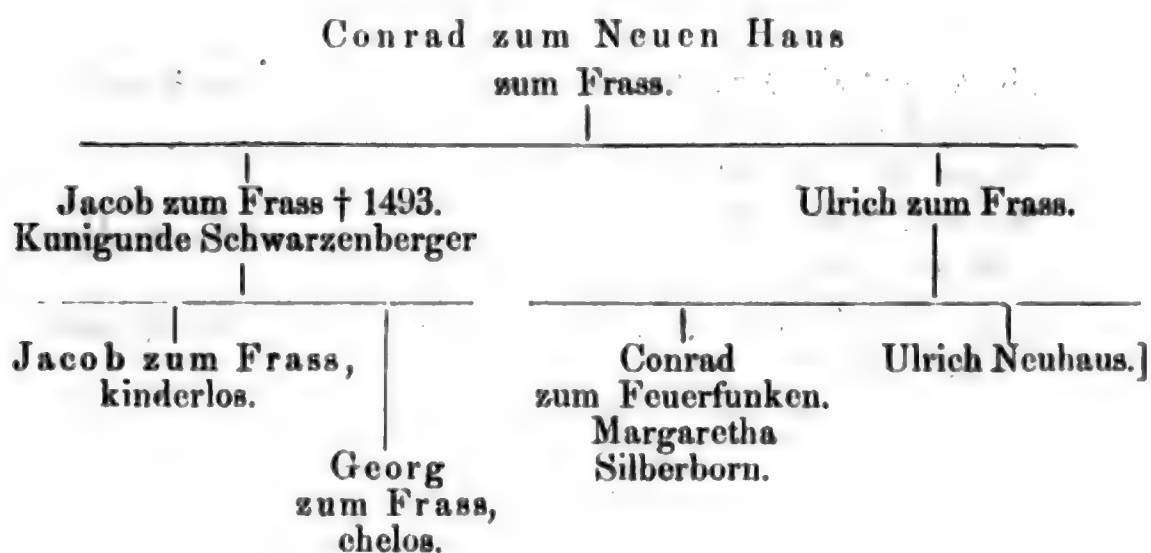 Conrad zum Neuen Haus
zum Frass.
Jacob zum Frass † 1493.
Kunigunde Schwarzenberger
Ulrich zum Frass.
Jacob zum Frass,
kinderlos.
Georg
zum Frass,
ehelos.
Conrad
zum Feuerfunken.
Margaretha
Silberborn.
Ulrich Neuhaus.]